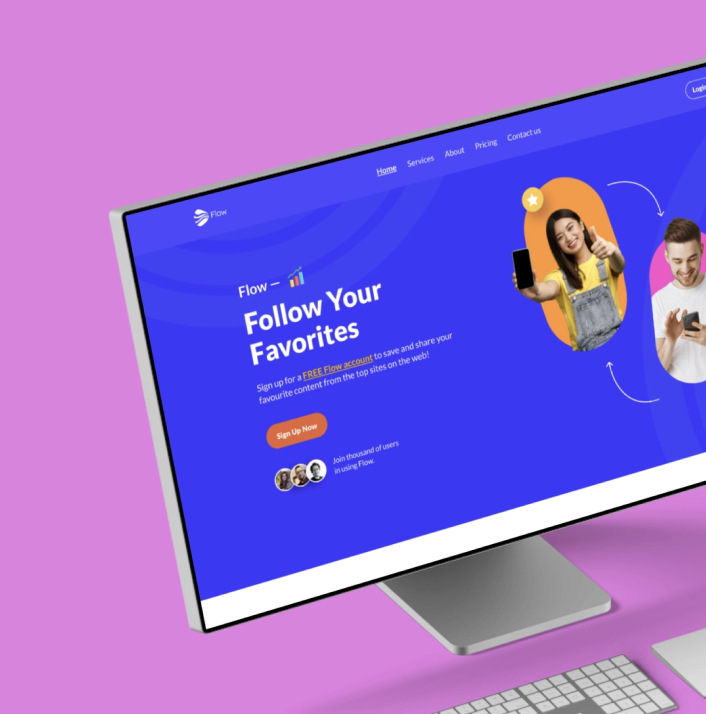 Flow
Home Services About Pricing Contact us
Flow –
Follow Your
Favorites
Sign up for a FREE Flow account to save and share your
favourite content from the top sites on the web!
Sign Up Now
Join thousand of users
in using Flow.